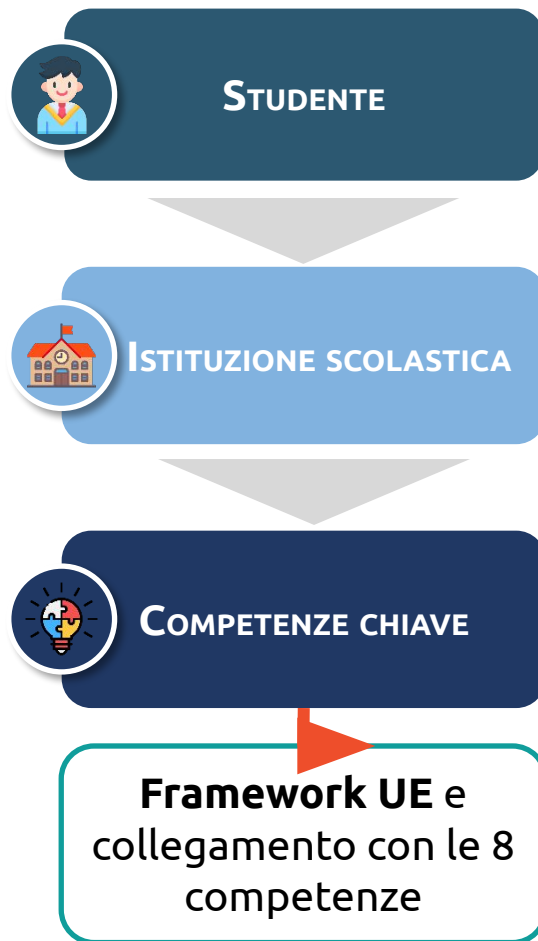 Studente
Istituzione scolastica
Competenze chiave
Framework UE e
collegamento con le 8
competenze